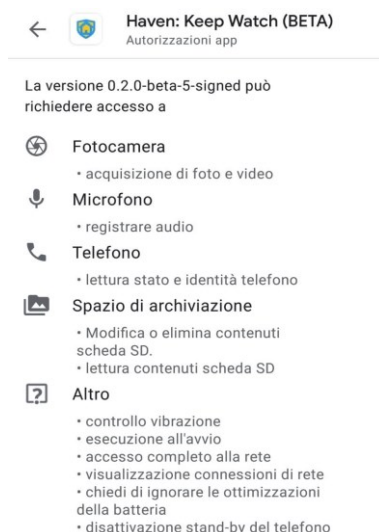 Haven: Keep Watch (BETA)
Autorizzazioni app
La versione 0.2.0-beta-5-signed può
richiedere accesso a
Fotocamera
• acquisizione di foto e video
Microfono
• registrare audio
Telefono
• lettura stato e identità telefono
Spazio di archiviazione
• Modifica o elimina contenuti
scheda SD.
• lettura contenuti scheda SD
Altro
• controllo vibrazione
• esecuzione all'avvio
• accesso completo alla rete
• visualizzazione connessioni di rete
• chiedi di ignorare le ottimizzazioni
della batteria
• disattivazione stand-by del telefono